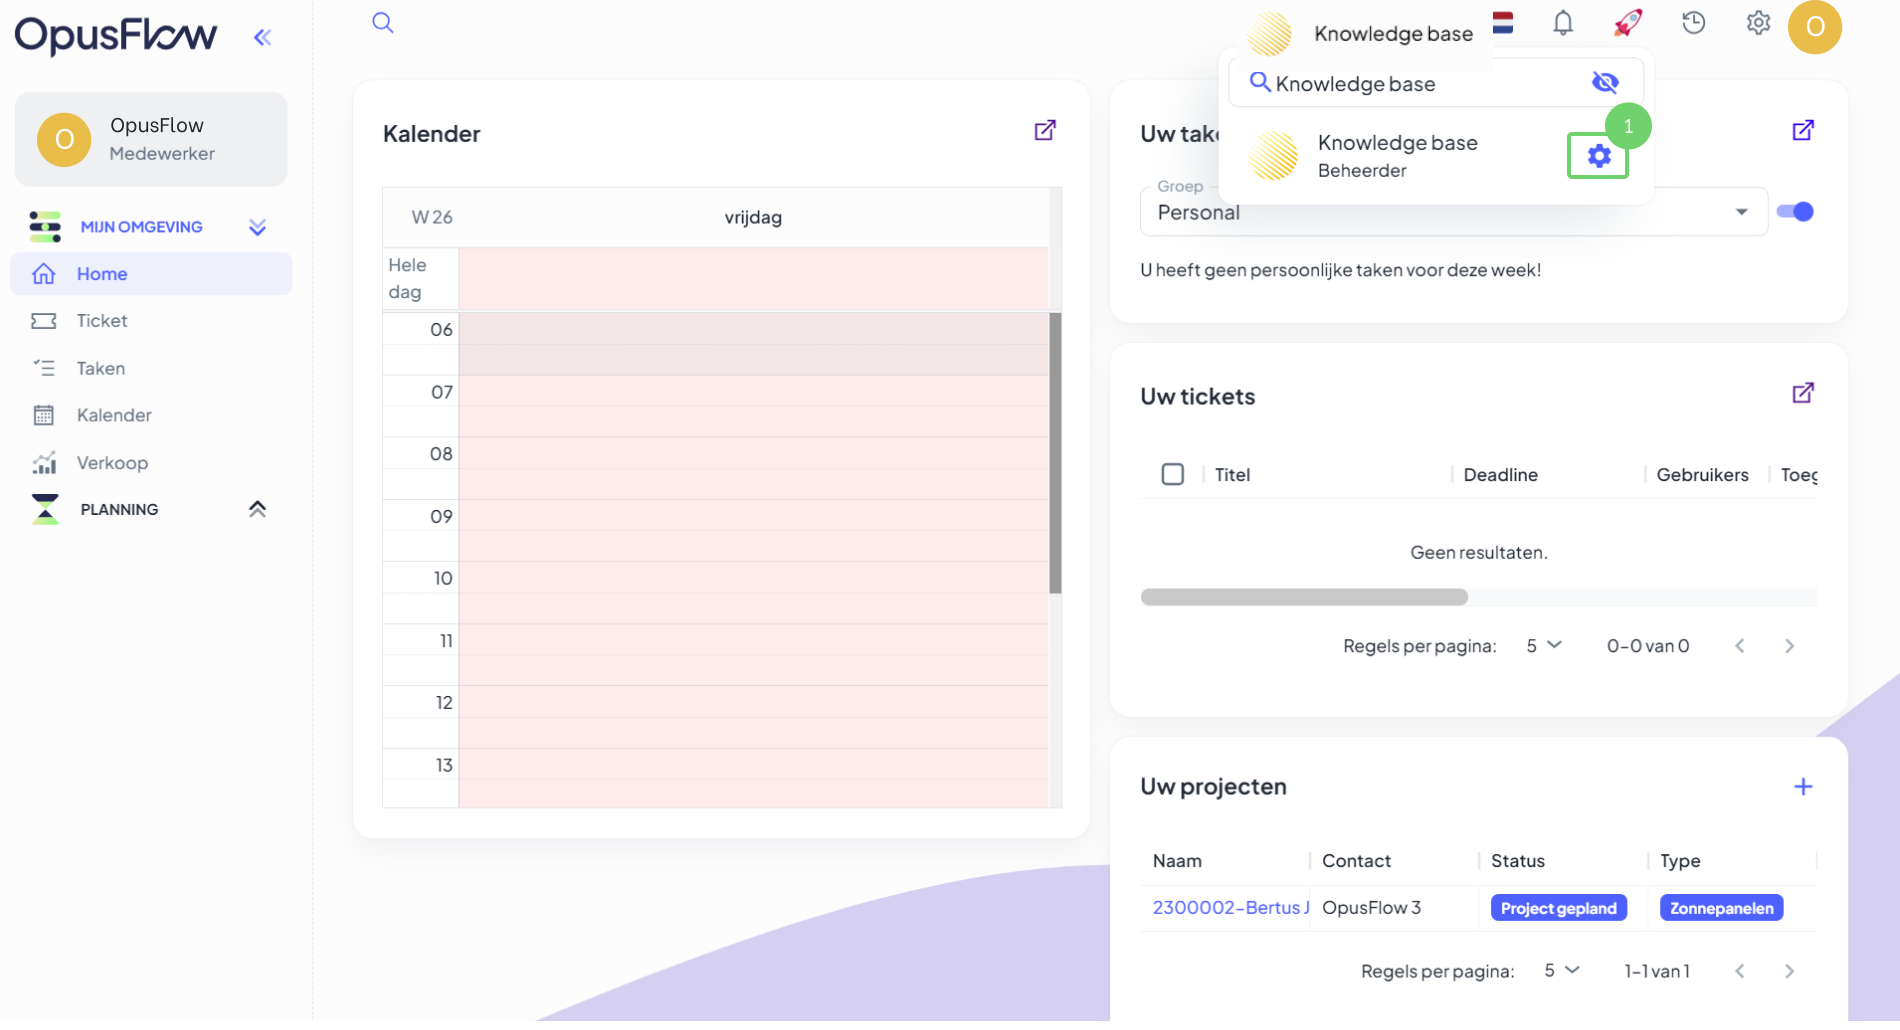 OpusFlow
O
OpusFlow
Medewerker
MIJN OMGEVING
Home
Ticket
Taken
Kalender
Verkoop
PLANNING
Knowledge base
O
Knowledge base
Knowledge base
Beheerder
1
Kalender
W 26
vrijdag
Hele
dag
06
07
08
09
10
11
12
13
Uw take
Groep
Personal
U heeft geen persoonlijke taken voor deze week!
Uw tickets
Titel
Deadline
Gebruikers
Toeg
Geen resultaten.
Regels per pagina:
5
0-0 van 0
Uw projecten
Naam
Contact
Status
Type
2300002-Bertus J
OpusFlow 3
Project gepland
Zonnepanelen
Regels per pagina:
5
1-1 van 1